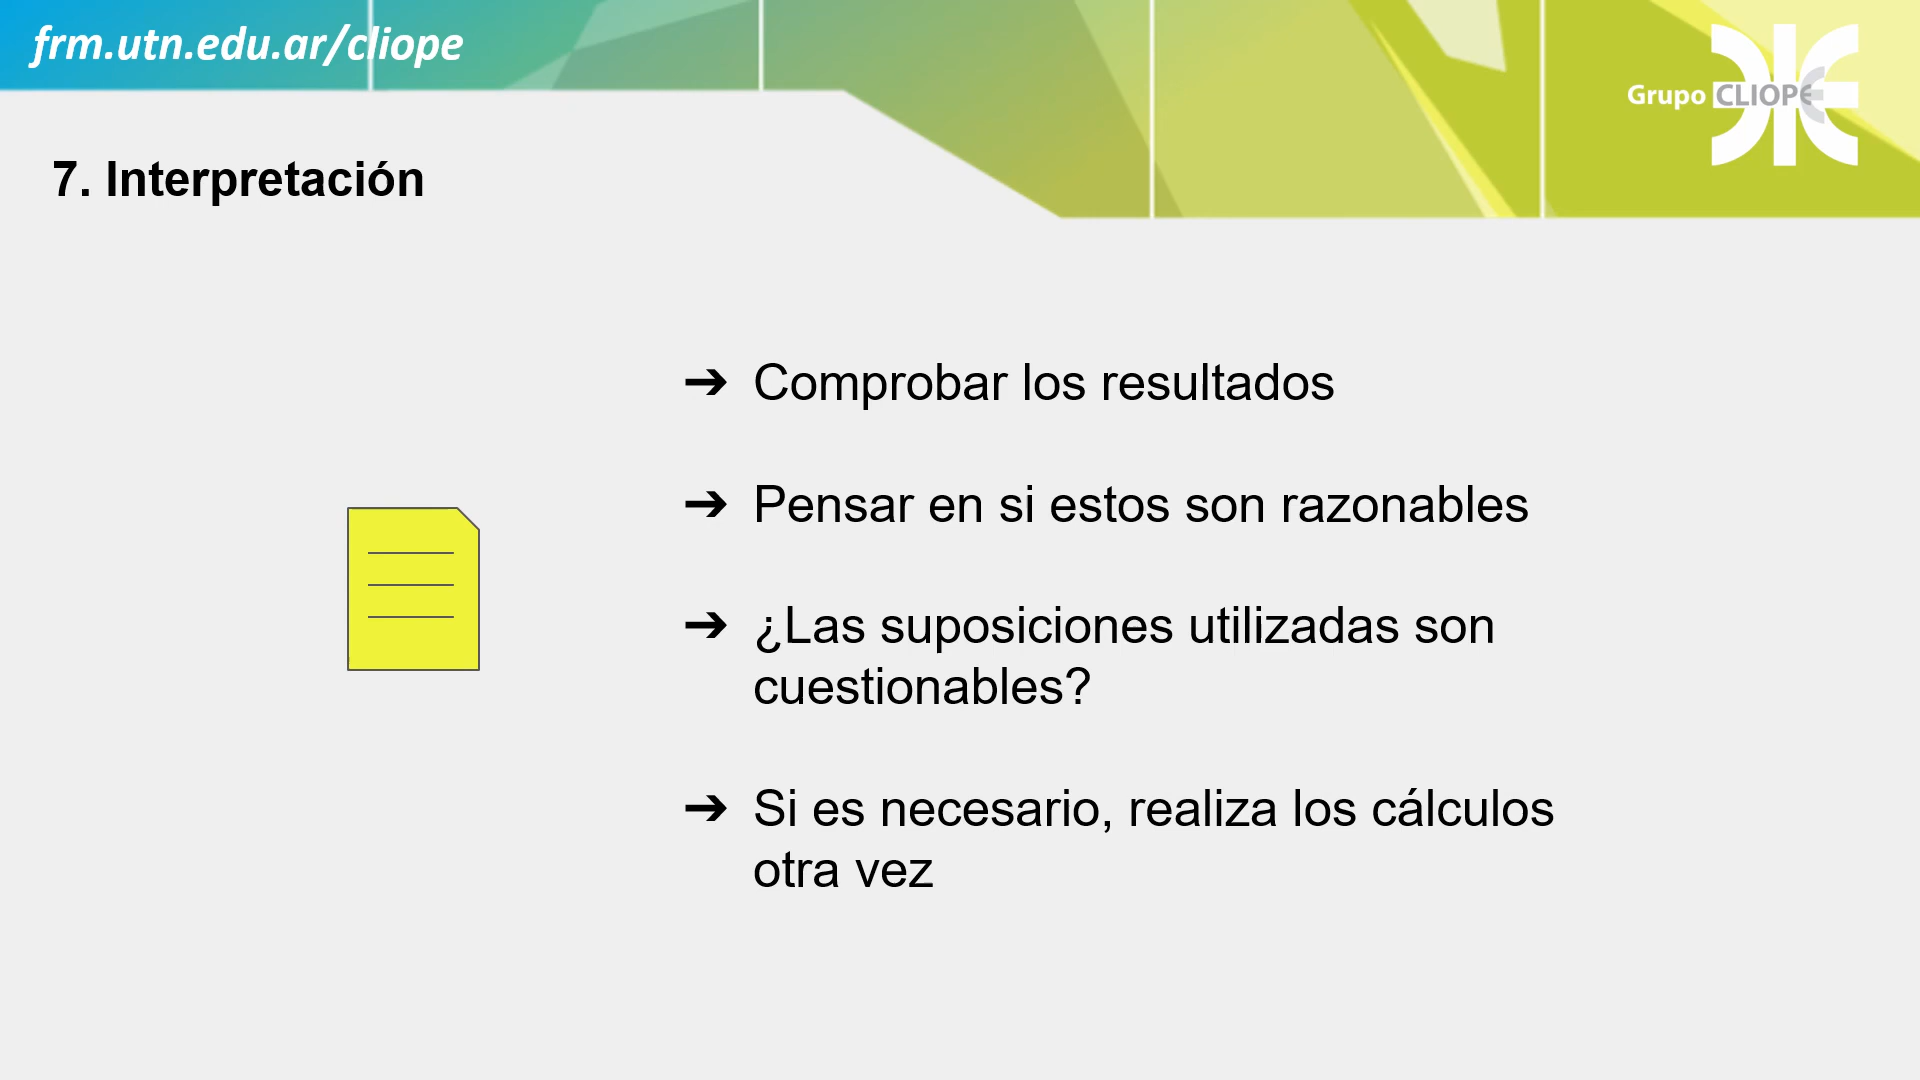 frm.utn.edu.ar/cliope
Grupo CLIOPE
7. Interpretación
➔ Comprobar los resultados
➔ Pensar en si estos son razonables
➔ ¿Las suposiciones utilizadas son
cuestionables?
➔ Si es necesario, realiza los cálculos
otra vez